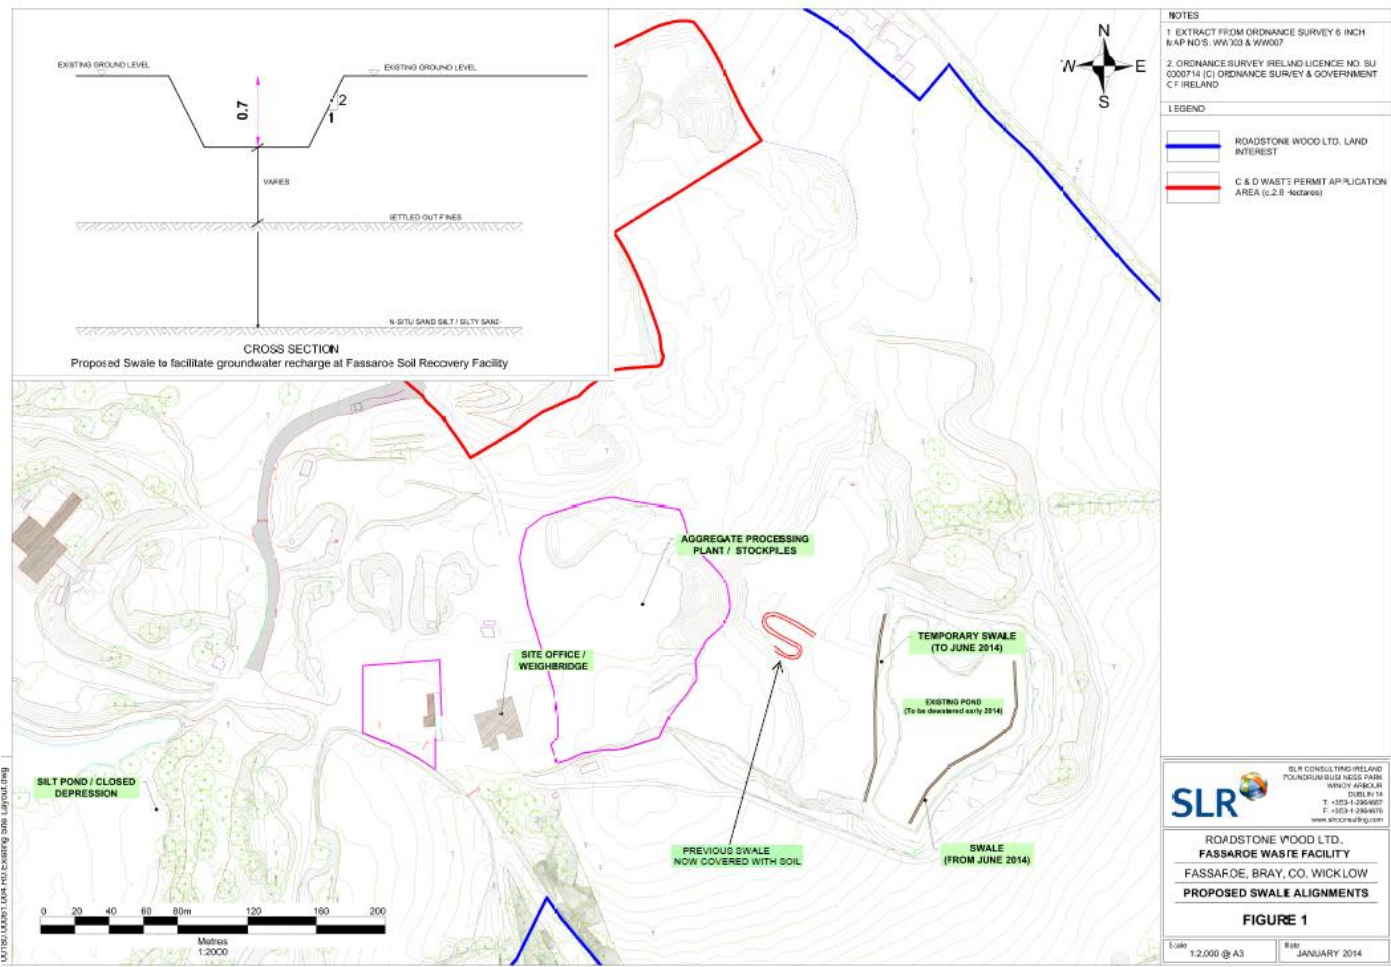 EXISTING GROUND LEVEL
EXISTING GROUND LEVEL
0.7
2
1
VARIES
SETTLED OUT FINES
IN-SITU SAND SILT / SILTY SAND
CROSS SECTION
Proposed Swale to facilitate groundwater recharge at Fassaroe Soil Recovery Facility
N
W
E
S
NOTES
1. EXTRACT FROM ORDNANCE SURVEY 6 INCH
MAP NO'S. WW003 & WW007
2. ORDNANCE SURVEY IRELAND LICENCE NO. SU
0000714 (C) ORDNANCE SURVEY & GOVERNMENT
OF IRELAND
LEGEND
ROADSTONE WOOD LTD. LAND
INTEREST
C & D WASTE PERMIT APPLICATION
AREA (c.2.8 Hectares)
AGGREGATE PROCESSING
PLANT / STOCKPILES
SITE OFFICE /
WEIGHBRIDGE
TEMPORARY SWALE
(TO JUNE 2014)
EXISTING POND
(To be dewatered early 2014)
SILT POND / CLOSED
DEPRESSION
PREVIOUS SWALE
NOW COVERED WITH SOIL
SWALE
(FROM JUNE 2014)
0 20 40 60 80m 120 160 200
Metres
1:2000
SLR
SLR CONSULTING IRELAND
7 DUNDRUM BUSINESS PARK
WINDY ARBOUR
DUBLIN 14
T: +353-1-2964667
F: +353-1-2964676
www.slrconsulting.com
ROADSTONE WOOD LTD.
FASSAROE WASTE FACILITY
FASSAROE, BRAY, CO. WICKLOW
PROPOSED SWALE ALIGNMENTS
FIGURE 1
Scale
1:2,000 @ A3
Date
JANUARY 2014